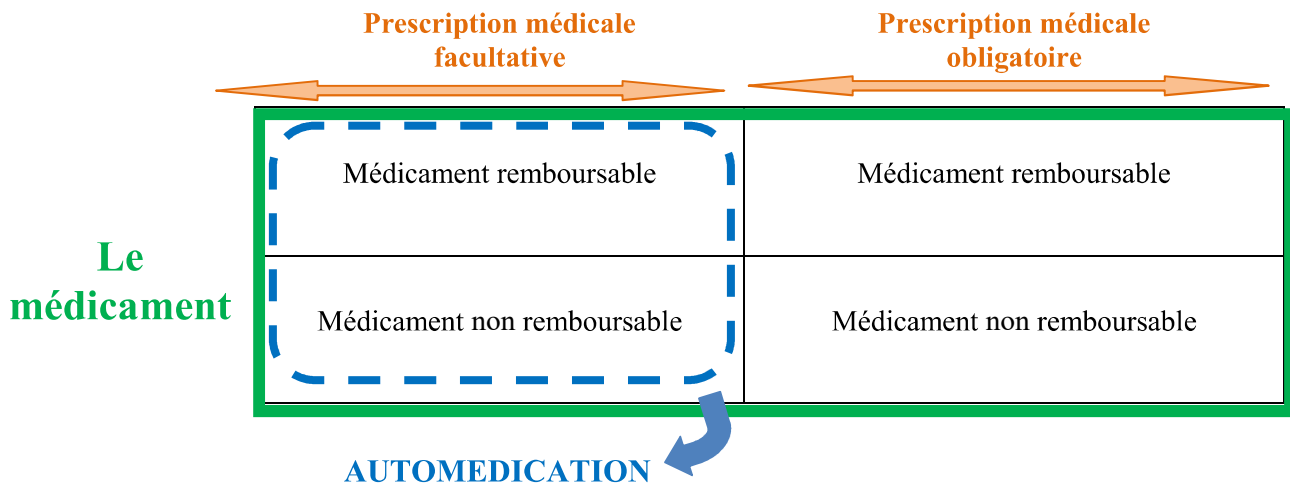 Prescription médicale
facultative
Prescription médicale
obligatoire
Médicament remboursable
Médicament remboursable
Le
médicament
Médicament non remboursable
Médicament non remboursable
AUTOMEDICATION